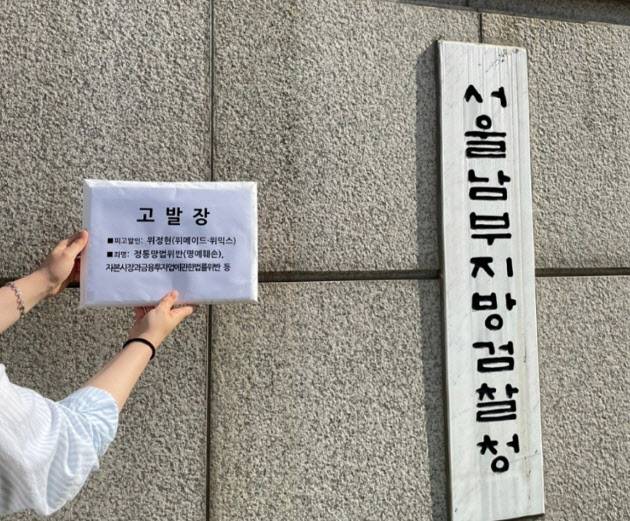 고 발 장
■피고발인: 위정현(위메이드·위믹스)
■죄명: 정통망법위반(명예훼손),
자본시장과금융투자업에관한법률위반 등
서울남부지방검찰청